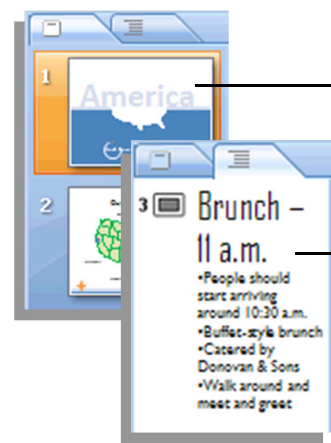 1
America
2
3 Brunch –
11 a.m.
•People should
start arriving
around 10:30 a.m.
•Buffet-style brunch
•Catered by
Donovan & Sons
•Walk around and
meet and greet